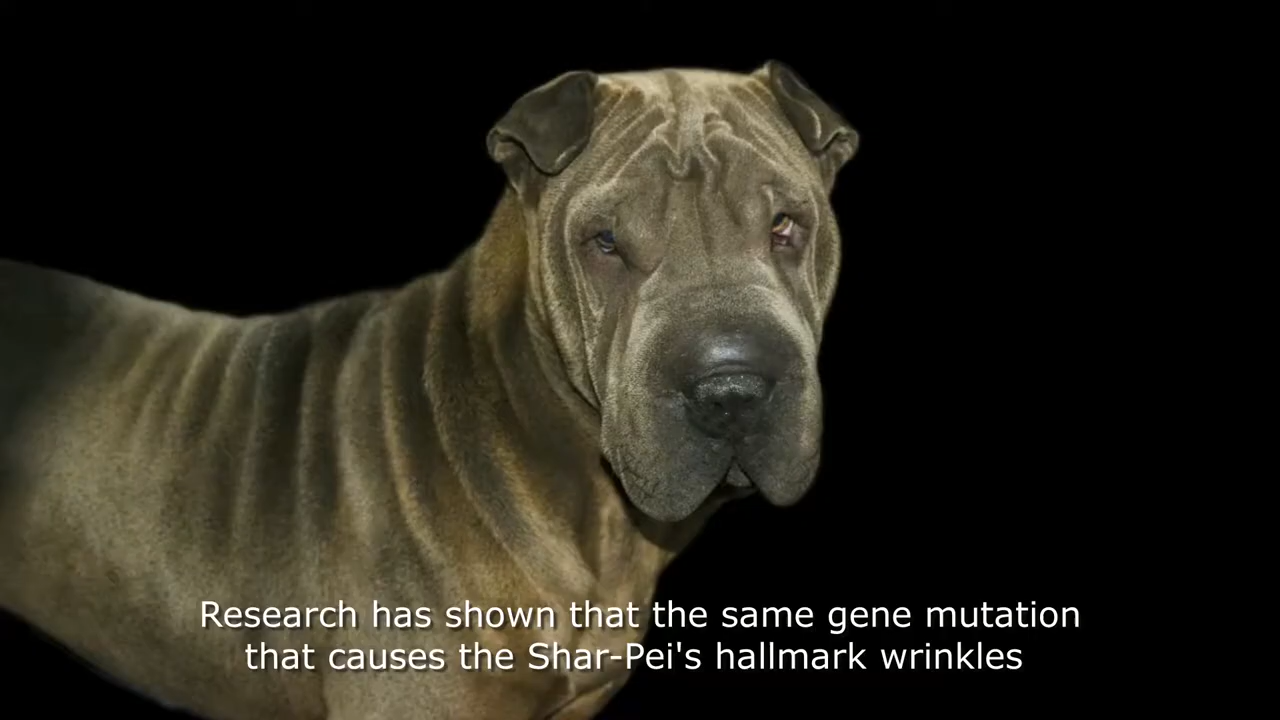 Research has shown that the same gene mutation
that causes the Shar-Pei's hallmark wrinkles